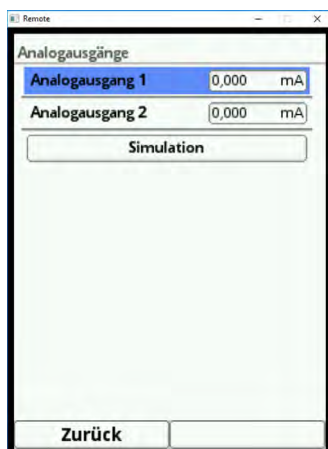 Remote
Analogausgänge
Analogausgang 1 0,000 mA
Analogausgang 2 0,000 mA
Simulation
Zurück